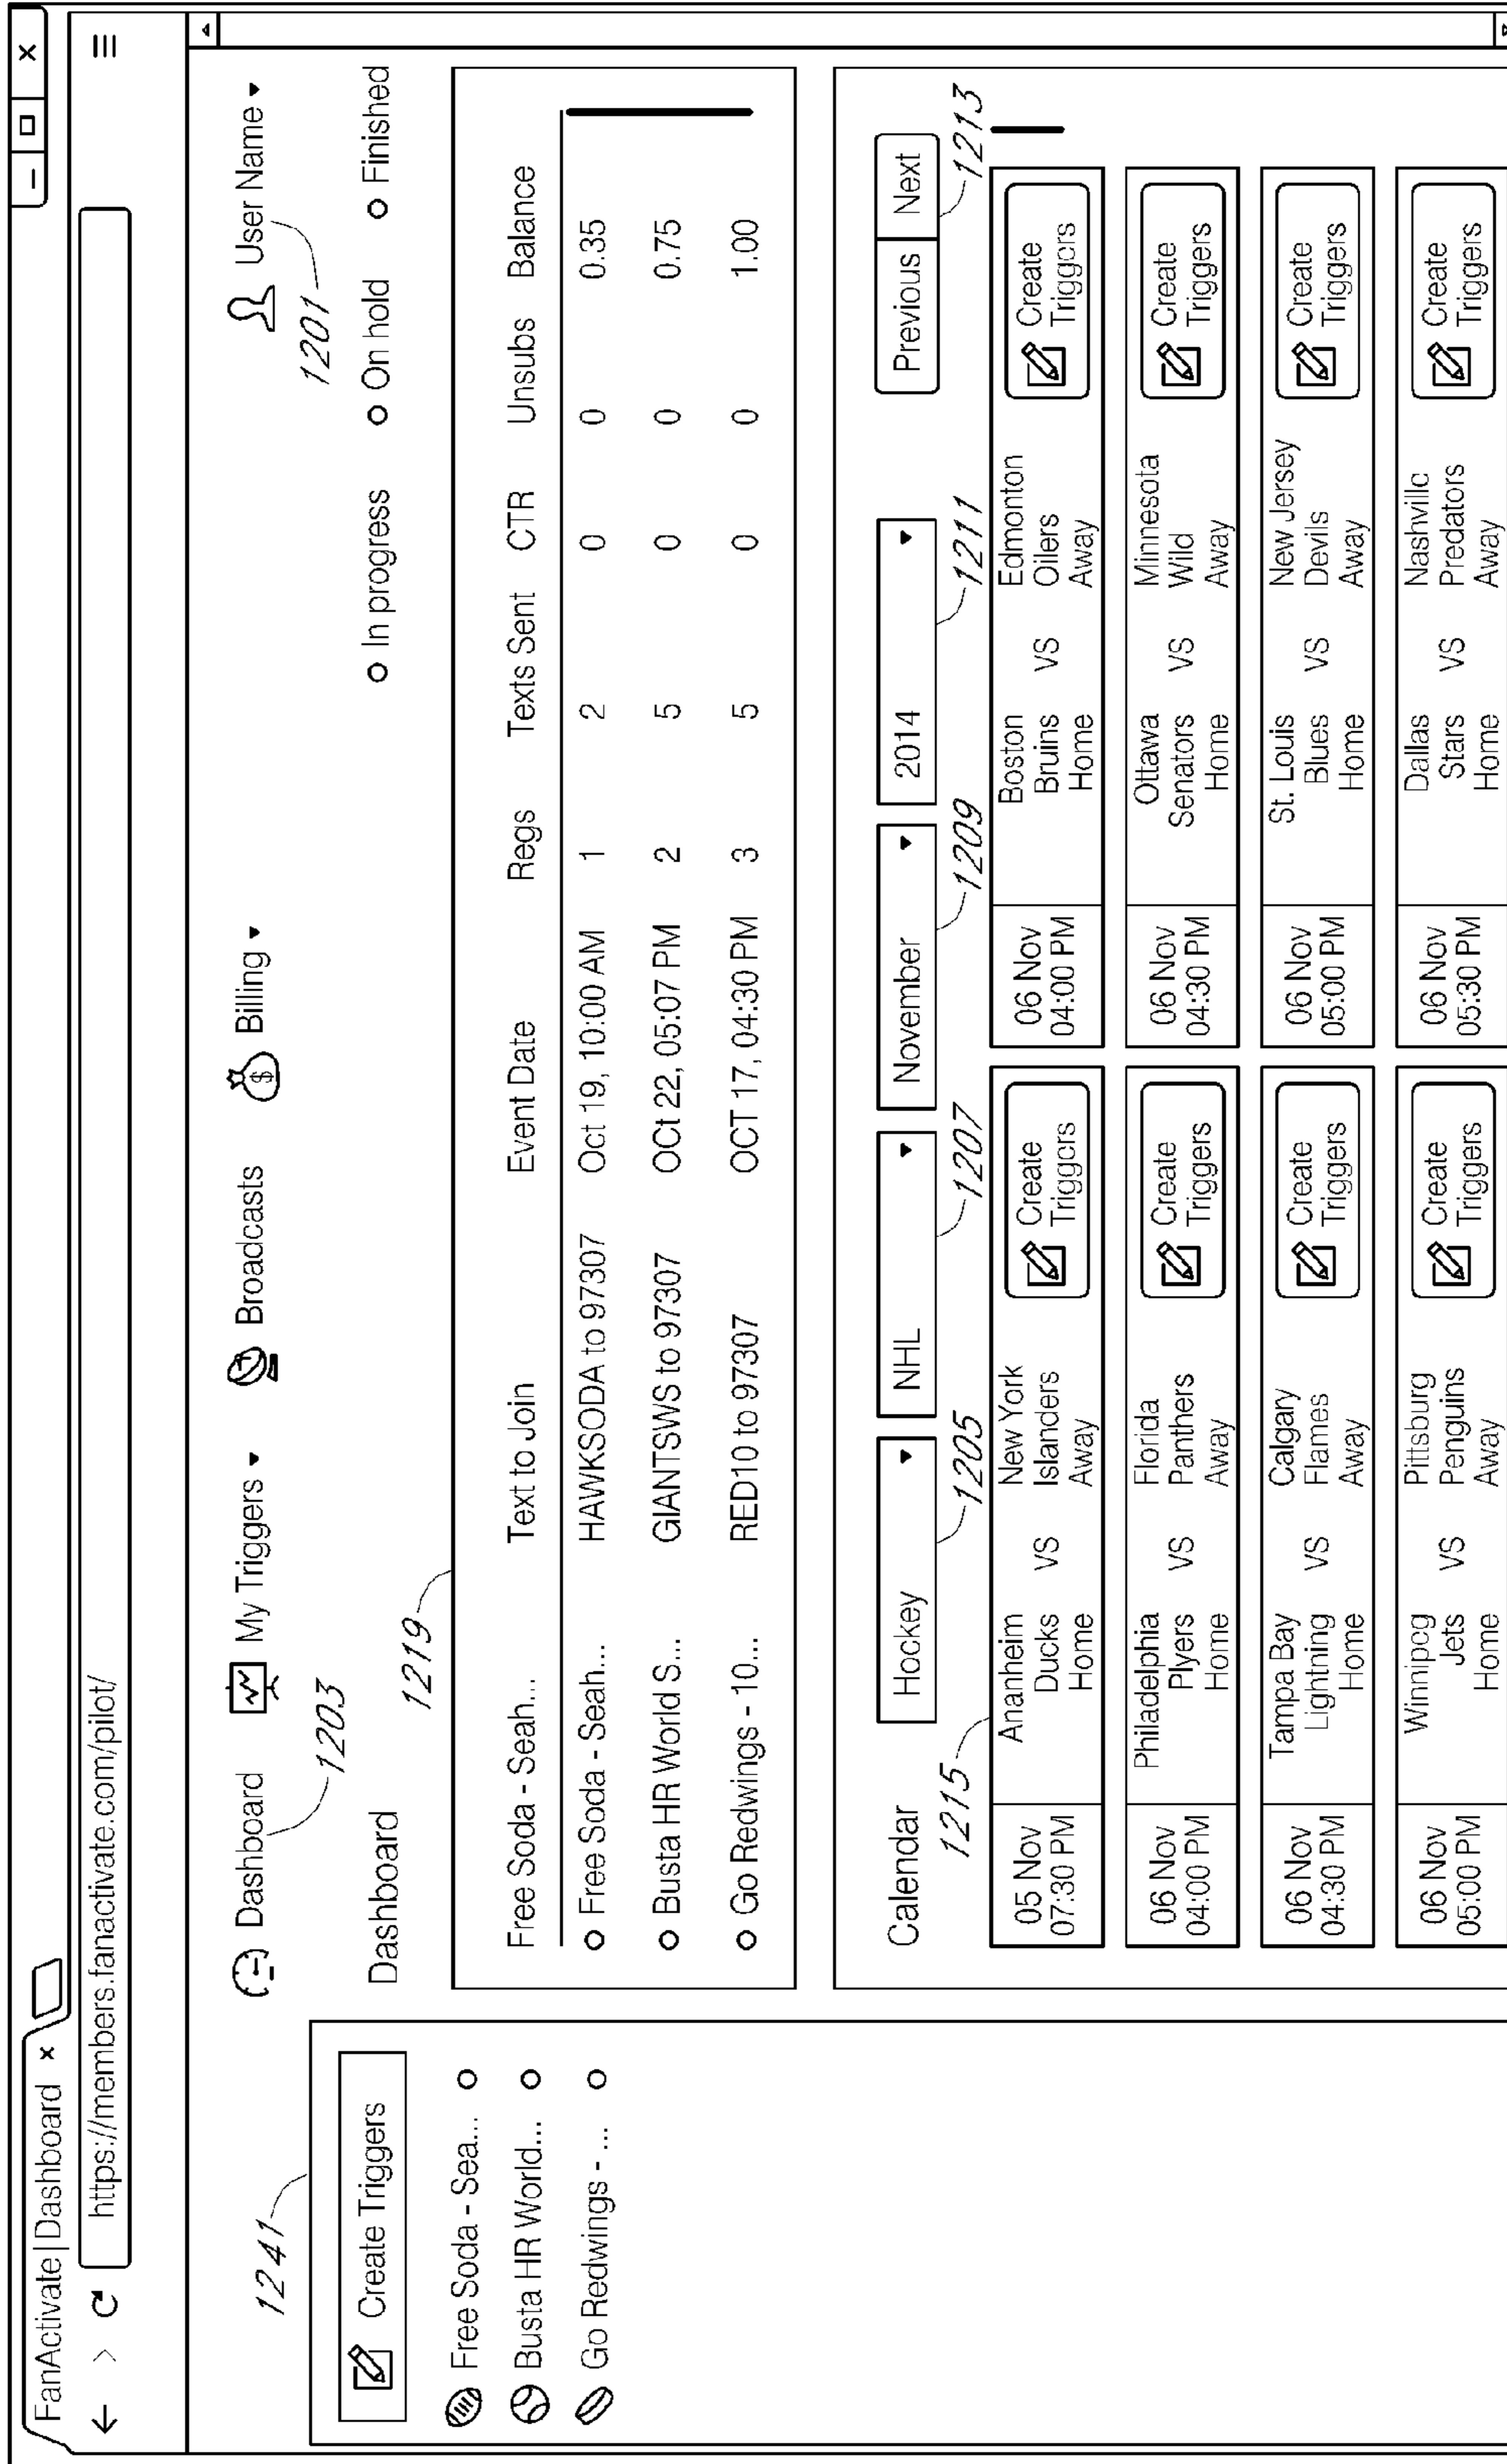 FanActivate | Dashboard ×
https://members.fanactivate.com/pilot/
1241
Create Triggers
Free Soda - Sea...
Busta HR World...
Go Redwings - ...
Dashboard My Triggers Broadcasts Billing User Name
1203
1201
Dashboard In progress On hold Finished
1219
Free Soda - Seah... Text to Join Event Date Regs Texts Sent CTR Unsubs Balance
Free Soda - Seah... HAWKSODA to 97307 Oct 19, 10:00 AM 1 2 0 0 0.35
Busta HR World S... GIANTSWS to 97307 OCt 22, 05:07 PM 2 5 0 0 0.75
Go Redwings - 10... RED10 to 97307 OCT 17, 04:30 PM 3 5 0 0 1.00
Calendar Hockey NHL November 2014 Previous Next
1215 1205 1207 1209 1211 1213
05 Nov Ananheim New York Create
07:30 PM Ducks VS Islanders Triggers
Home Away
06 Nov Boston Edmonton Create
04:00 PM Bruins VS Oilers Triggers
Home Away
06 Nov Philadelphia Florida Create
04:00 PM Plyers VS Panthers Triggers
Home Away
06 Nov Ottawa Minnesota Create
04:30 PM Senators VS Wild Triggers
Home Away
06 Nov Tampa Bay Calgary Create
04:30 PM Lightning VS Flames Triggers
Home Away
06 Nov St. Louis New Jersey Create
05:00 PM Blues VS Devils Triggers
Home Away
06 Nov Winnipeg Pittsburg Create
05:00 PM Jets VS Penguins Triggers
Home Away
06 Nov Dallas Nashville Create
05:30 PM Stars VS Predators Triggers
Home Away